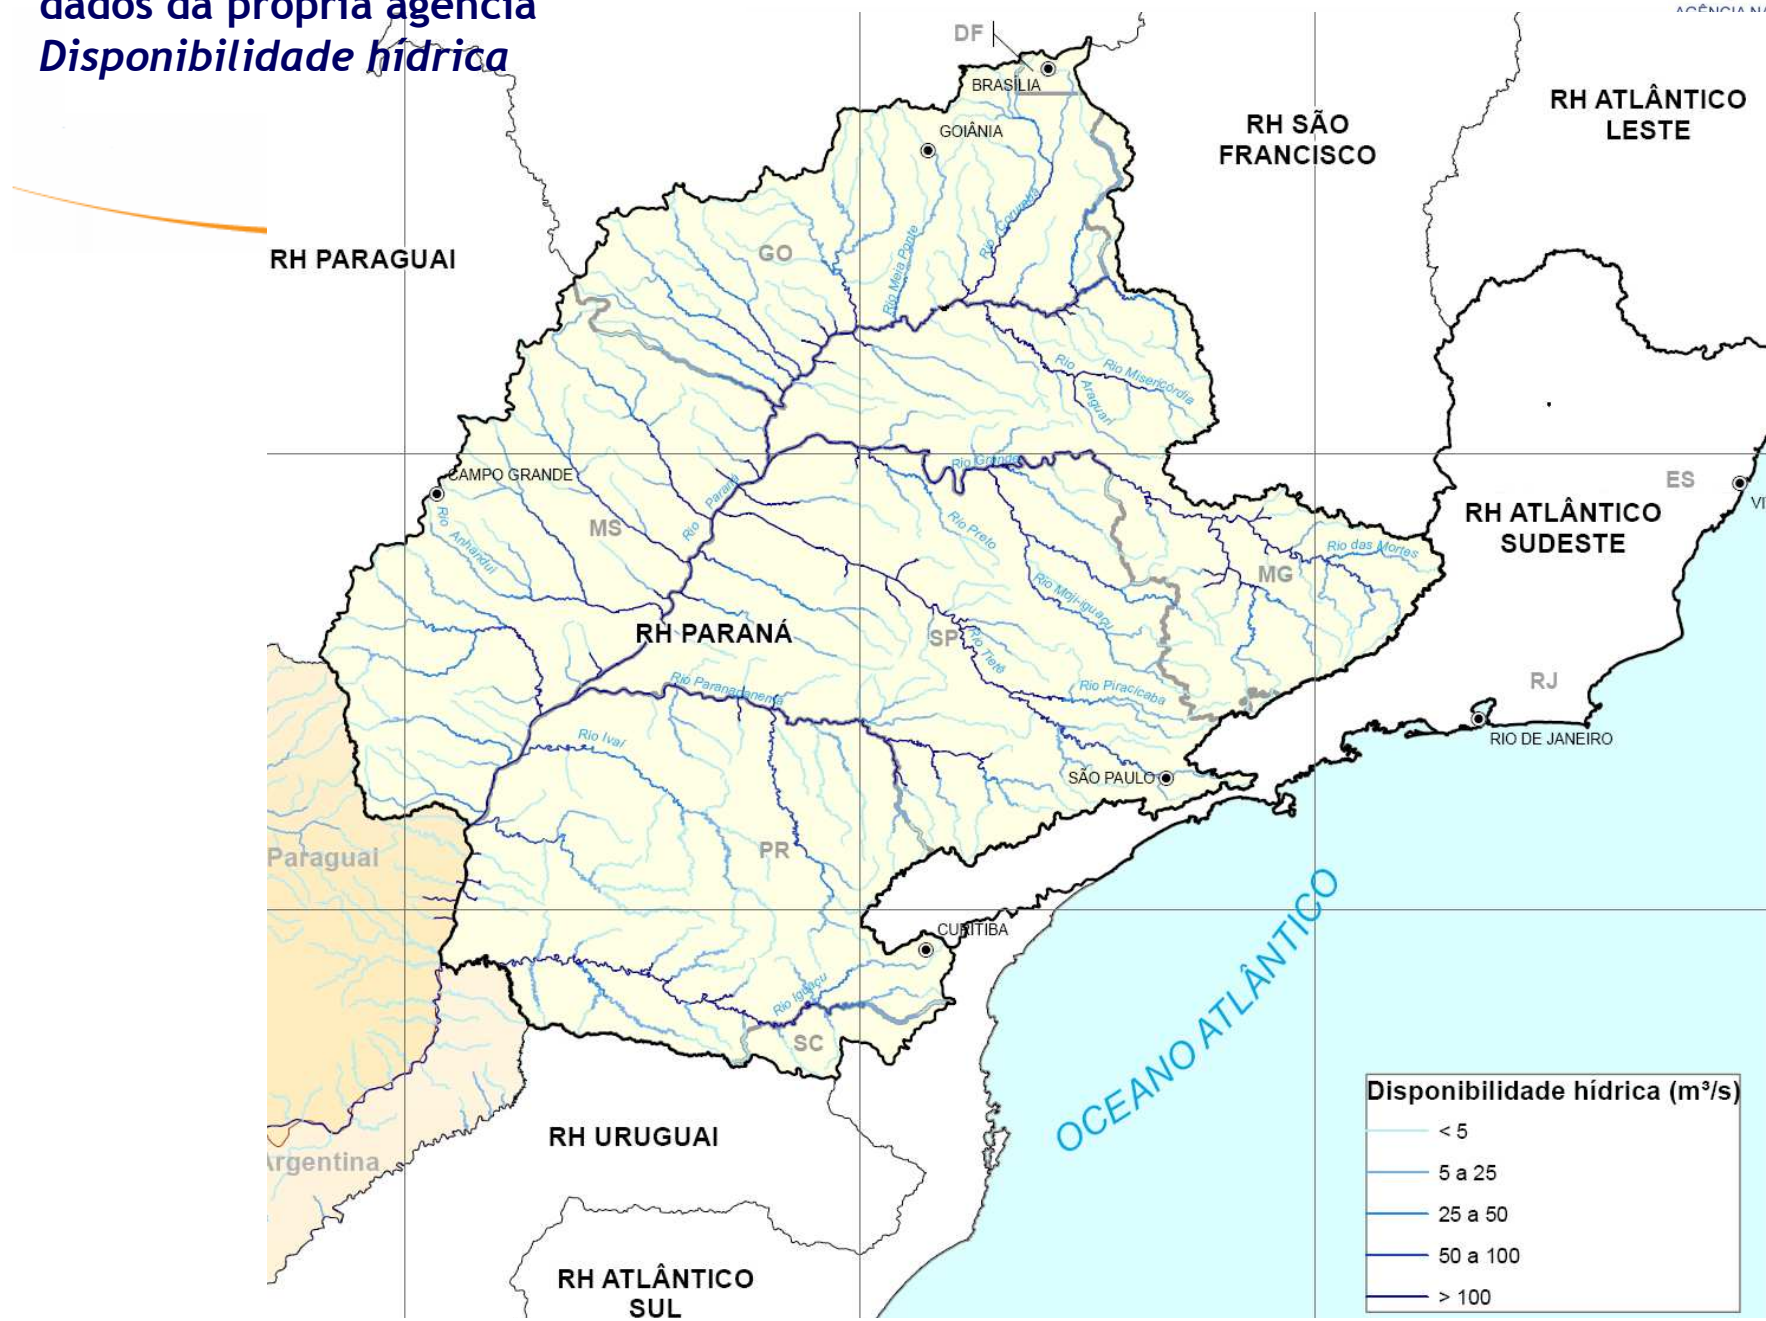 dados da própria agência
Disponibilidade hídrica
DF
BRASÍLIA
GOIÂNIA
RH SÃO
FRANCISCO
RH ATLÂNTICO
LESTE
RH PARAGUAI
GO
Rio Meia Ponte
Rio Corumbá
Rio Misericórdia
Rio Araguari
CAMPO GRANDE
Rio Anhanduí
MS
Rio Paraná
Rio Grande
Rio Preto
Rio Moji-iguaçu
Rio das Mortes
MG
ES
RH ATLÂNTICO
SUDESTE
RH PARANÁ
SP
Rio Tietê
Rio Piracicaba
Rio Paranapanema
Rio Ivaí
RJ
RIO DE JANEIRO
SÃO PAULO
PR
Paraguai
CURITIBA
Rio Iguaçu
SC
OCEANO ATLÂNTICO
RH URUGUAI
Argentina
RH ATLÂNTICO
SUL
Disponibilidade hídrica (m³/s)
< 5
5 a 25
25 a 50
50 a 100
> 100